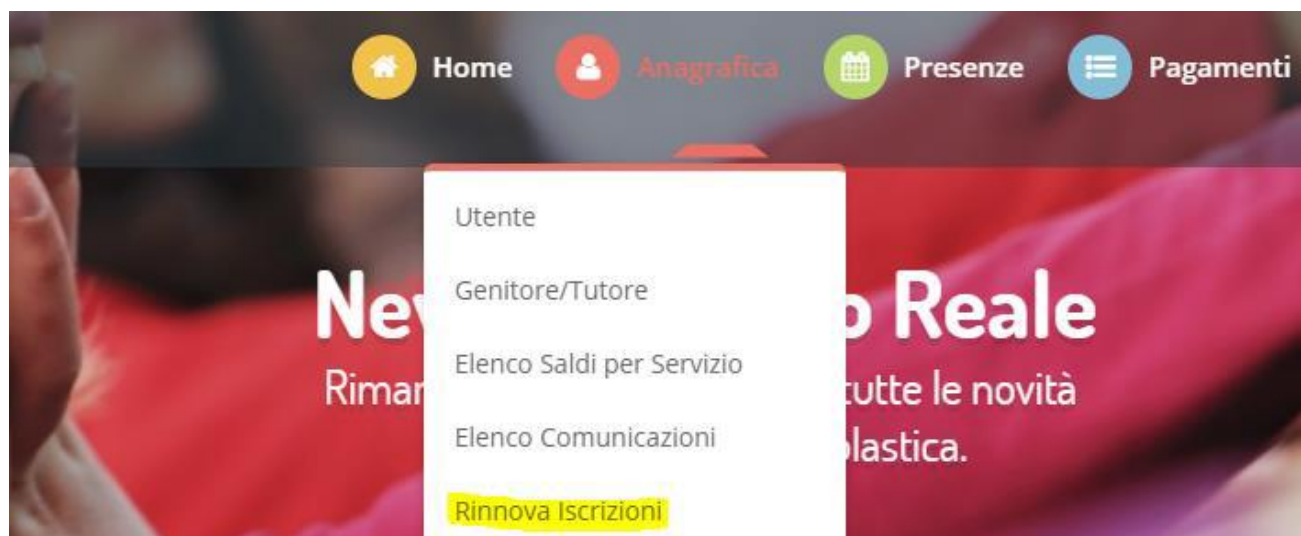 Home Anagrafica Presenze Pagamenti
Utente
Genitore/Tutore
Elenco Saldi per Servizio
Elenco Comunicazioni
Rinnova Iscrizioni
Reale
tutte le novità